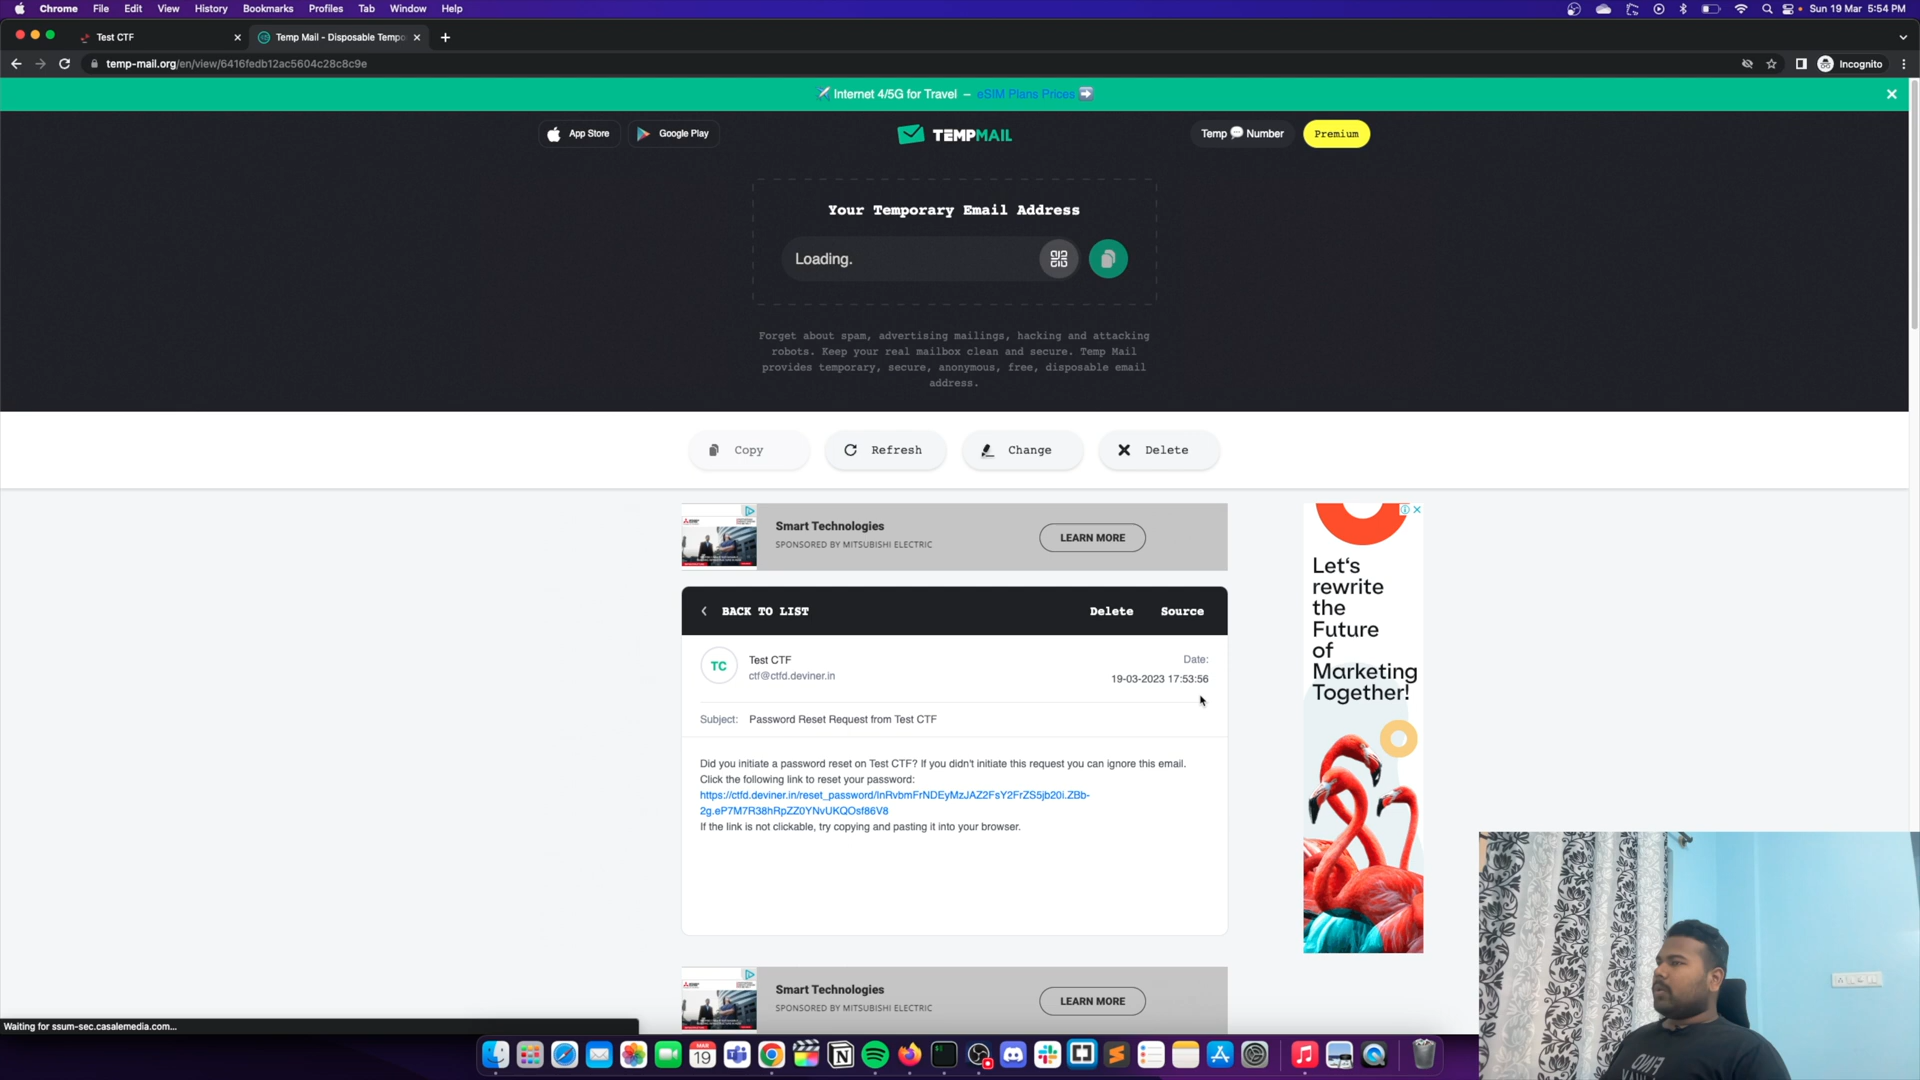 Chrome File Edit View History Bookmarks Profiles Tab Window Help
Sun 19 Mar 5:54 PM
Test CTF
Temp Mail - Disposable Tempo
temp-mail.org/en/view/6416fedb12ac5604c28c8c9e
Incognito
Internet 4/5G for Travel – eSIM Plans Prices
App Store
Google Play
TEMPMAIL
Temp Number
Premium
Your Temporary Email Address
Loading.
Forget about spam, advertising mailings, hacking and attacking
robots. Keep your real mailbox clean and secure. Temp Mail
provides temporary, secure, anonymous, free, disposable email
address.
Copy
Refresh
Change
Delete
Smart Technologies
SPONSORED BY MITSUBISHI ELECTRIC
LEARN MORE
Let's
rewrite
the
Future
of
Marketing
Together!
BACK TO LIST
Delete
Source
TC
Test CTF
ctf@ctfd.deviner.in
Date:
19-03-2023 17:53:56
Subject: Password Reset Request from Test CTF
Did you initiate a password reset on Test CTF? If you didn't initiate this request you can ignore this email.
Click the following link to reset your password:
https://ctfd.deviner.in/reset_password/InRvbmFrNDEyMzJAZ2FsY2FrZS5jb20i.ZBb-
2g.eP7M7R38hRpZZ0YNvUKQOsf86V8
If the link is not clickable, try copying and pasting it into your browser.
Smart Technologies
SPONSORED BY MITSUBISHI ELECTRIC
LEARN MORE
Waiting for ssum-sec.casalemedia.com...
MAR
19